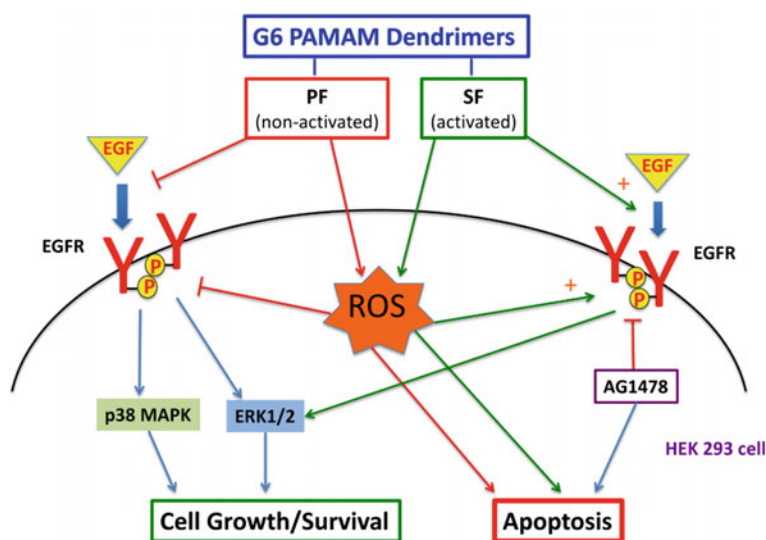 G6 PAMAM Dendrimers
PF
(non-activated)
SF
(activated)
EGF
EGF
+
EGFR
P
P
P
P
EGFR
ROS
+
p38 MAPK
ERK1/2
AG1478
HEK 293 cell
Cell Growth/Survival
Apoptosis